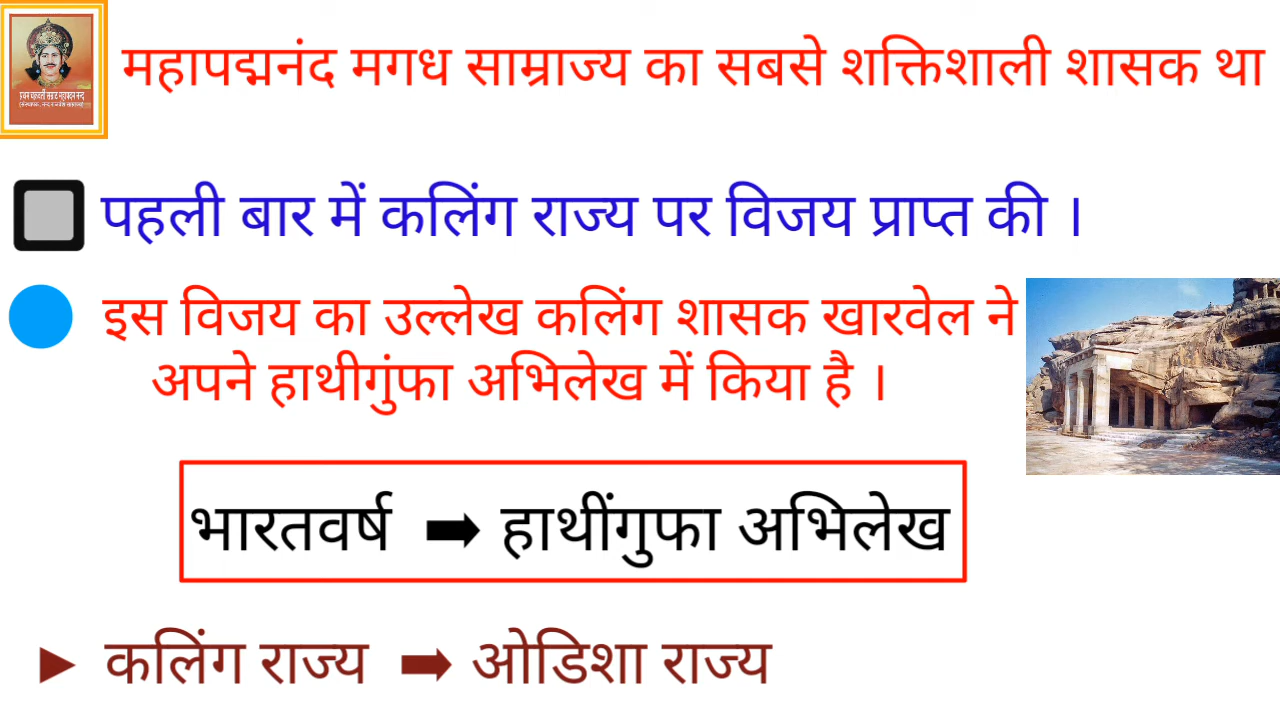 महापद्मनंद मगध साम्राज्य का सबसे शक्तिशाली शासक था
पहली बार में कलिंग राज्य पर विजय प्राप्त की ।
इस विजय का उल्लेख कलिंग शासक खारवेल ने
अपने हाथीगुंफा अभिलेख में किया है ।
भारतवर्ष ➡ हाथींगुफा अभिलेख
► कलिंग राज्य ➡ ओडिशा राज्य